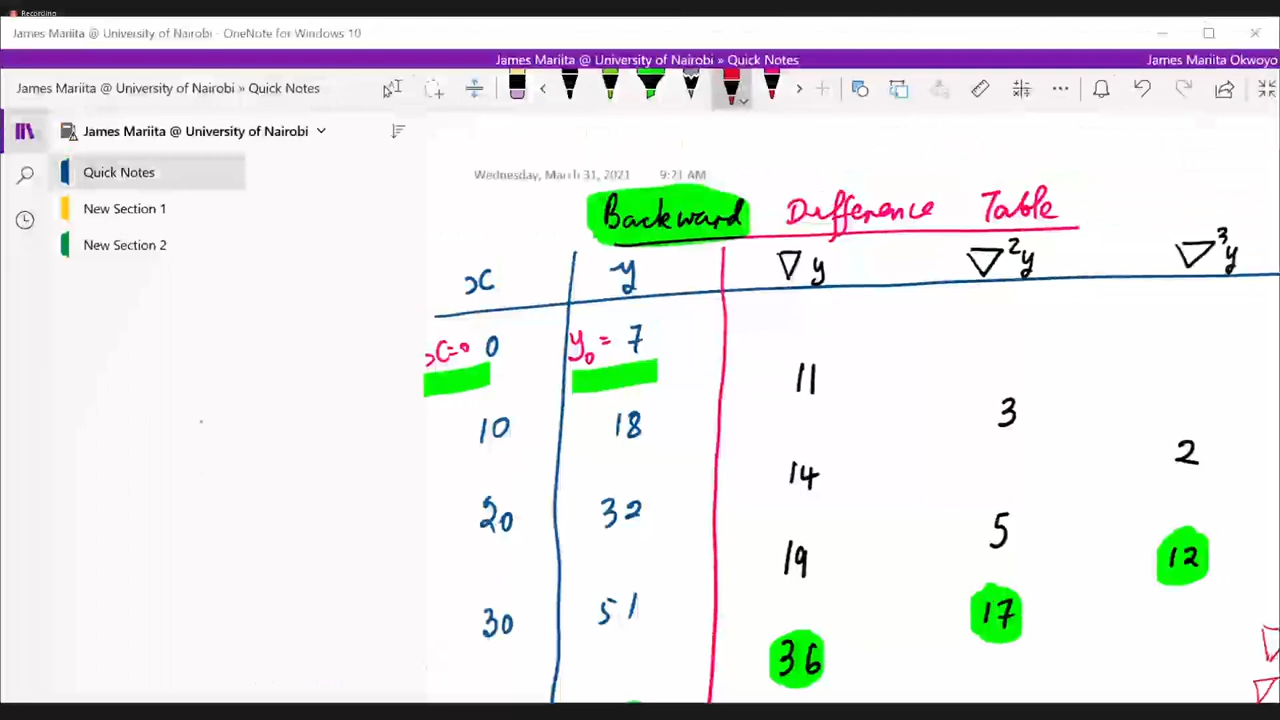 Recording
James Mariita @ University of Nairobi - OneNote for Windows 10
James Mariita @ University of Nairobi » Quick Notes
James Mariita Okwoyo
James Mariita @ University of Nairobi » Quick Notes
James Mariita @ University of Nairobi
Quick Notes
New Section 1
New Section 2
Wednesday, March 31, 2021 9:21 AM
Backward Difference Table
x y ∇y ∇²y ∇³y
x=0 0 y₀ = 7
11
3
10 18
2
14
20 32
5
19
12
30 51
17
36